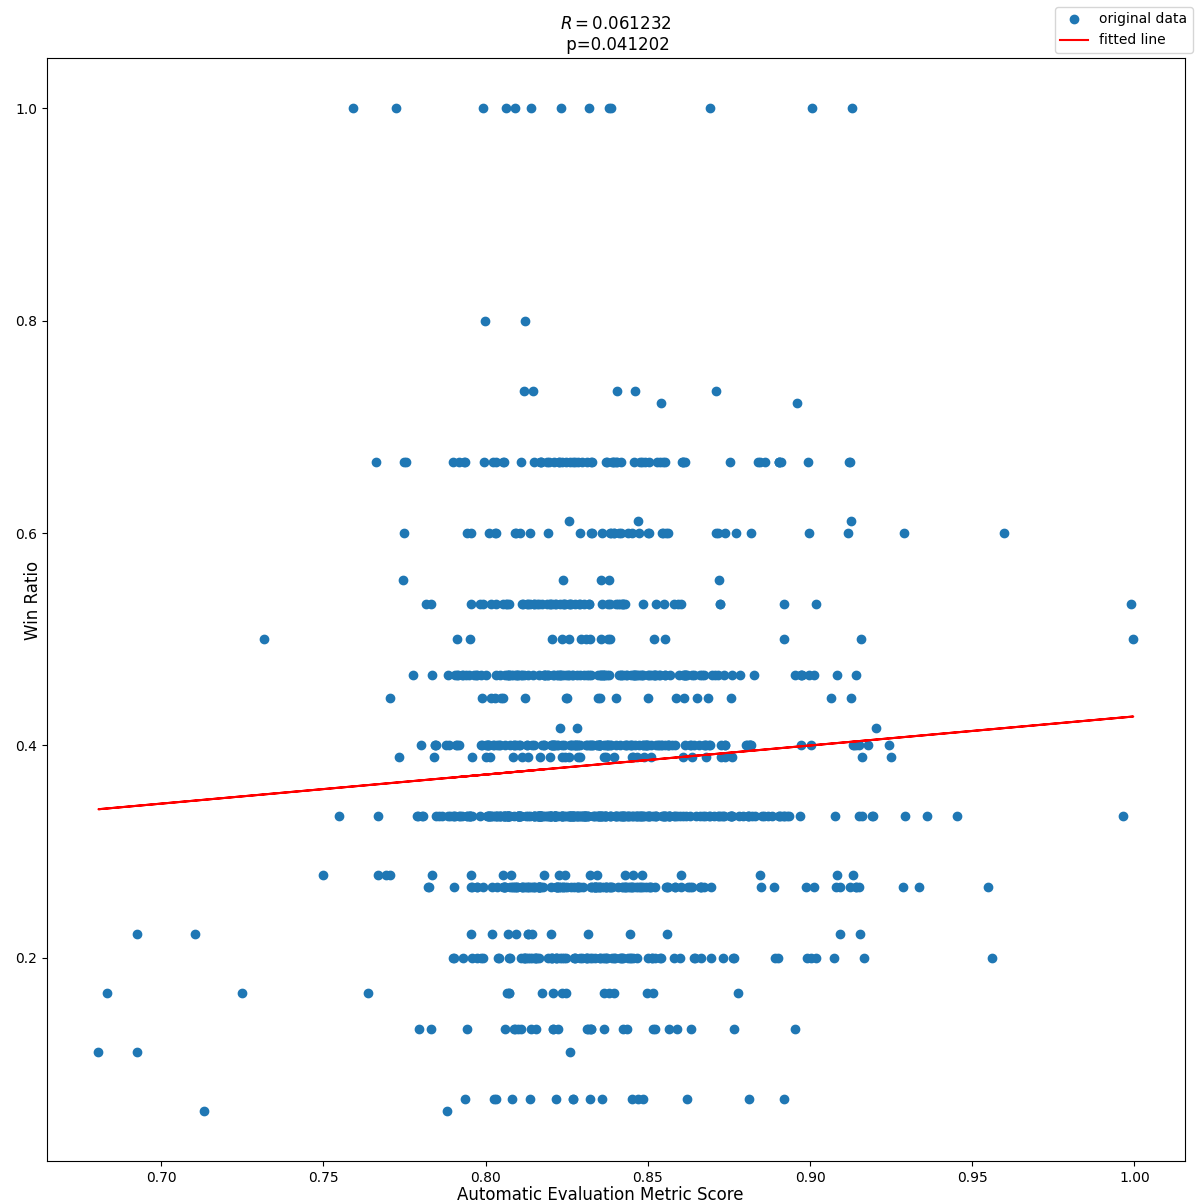 R = 0.061232
p=0.041202
original data
fitted line
1.0
0.8
0.6
0.4
0.2
Win Ratio
0.70
0.75
0.80
0.85
0.90
0.95
1.00
Automatic Evaluation Metric Score